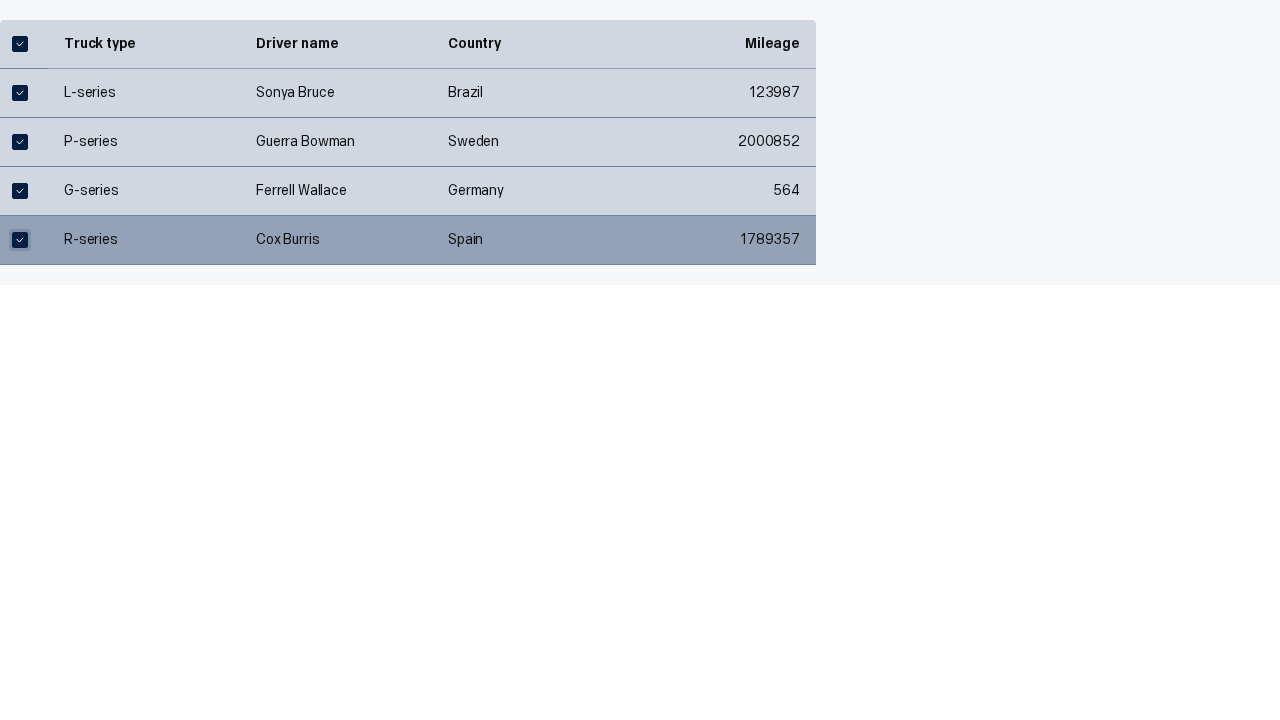 Truck type Driver name Country Mileage
L-series Sonya Bruce Brazil 123987
P-series Guerra Bowman Sweden 2000852
G-series Ferrell Wallace Germany 564
R-series Cox Burris Spain 1789357